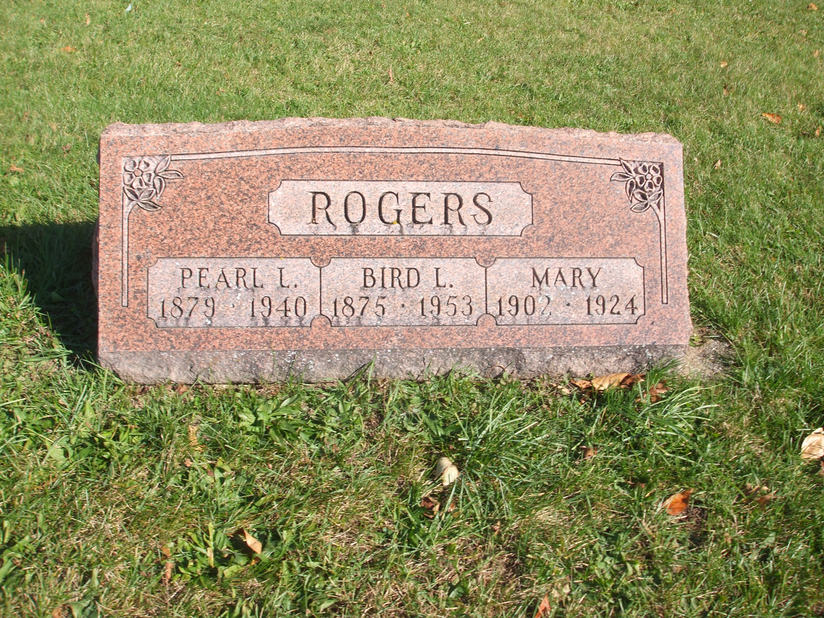 ROGERS
PEARL L. BIRD L. MARY
1879 · 1940 1875 · 1953 1902 · 1924